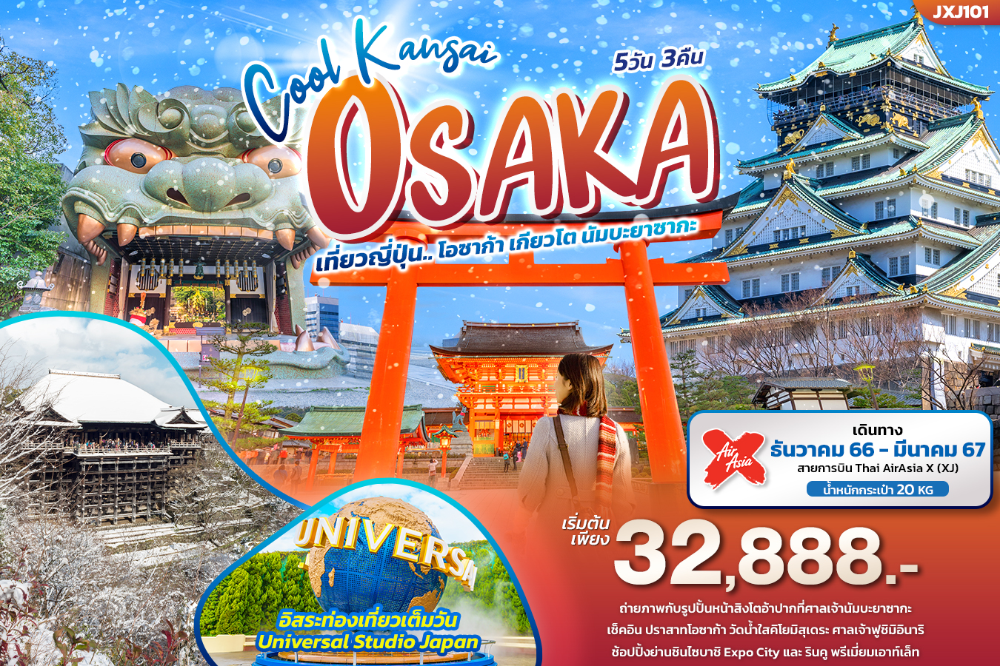 JXJ101
Cool Kansai
5วัน 3คืน
OSAKA
เที่ยวญี่ปุ่น.. โอซาก้า เกียวโต นัมบะยาซากะ
Air
Asia
เดินทาง
ธันวาคม 66 - มีนาคม 67
สายการบิน Thai AirAsia X (XJ)
น้ำหนักกระเป๋า 20 KG
เริ่มต้น
เพียง
32,888.-
UNIVERSA
อิสระท่องเที่ยวเต็มวัน
Universal Studio Japan
ถ่ายภาพกับรูปปั้นหน้าสิงโตอ้าปากที่ศาลเจ้านัมบะยาซากะ
เช็คอิน ปราสาทโอซาก้า วัดน้ำใสคิโยมิสุเดระ ศาลเจ้าฟูชิมิอินาริ
ช้อปปิ้งย่านชินไซบาชิ Expo City และ รินคู พรีเมี่ยมเอาท์เล็ท